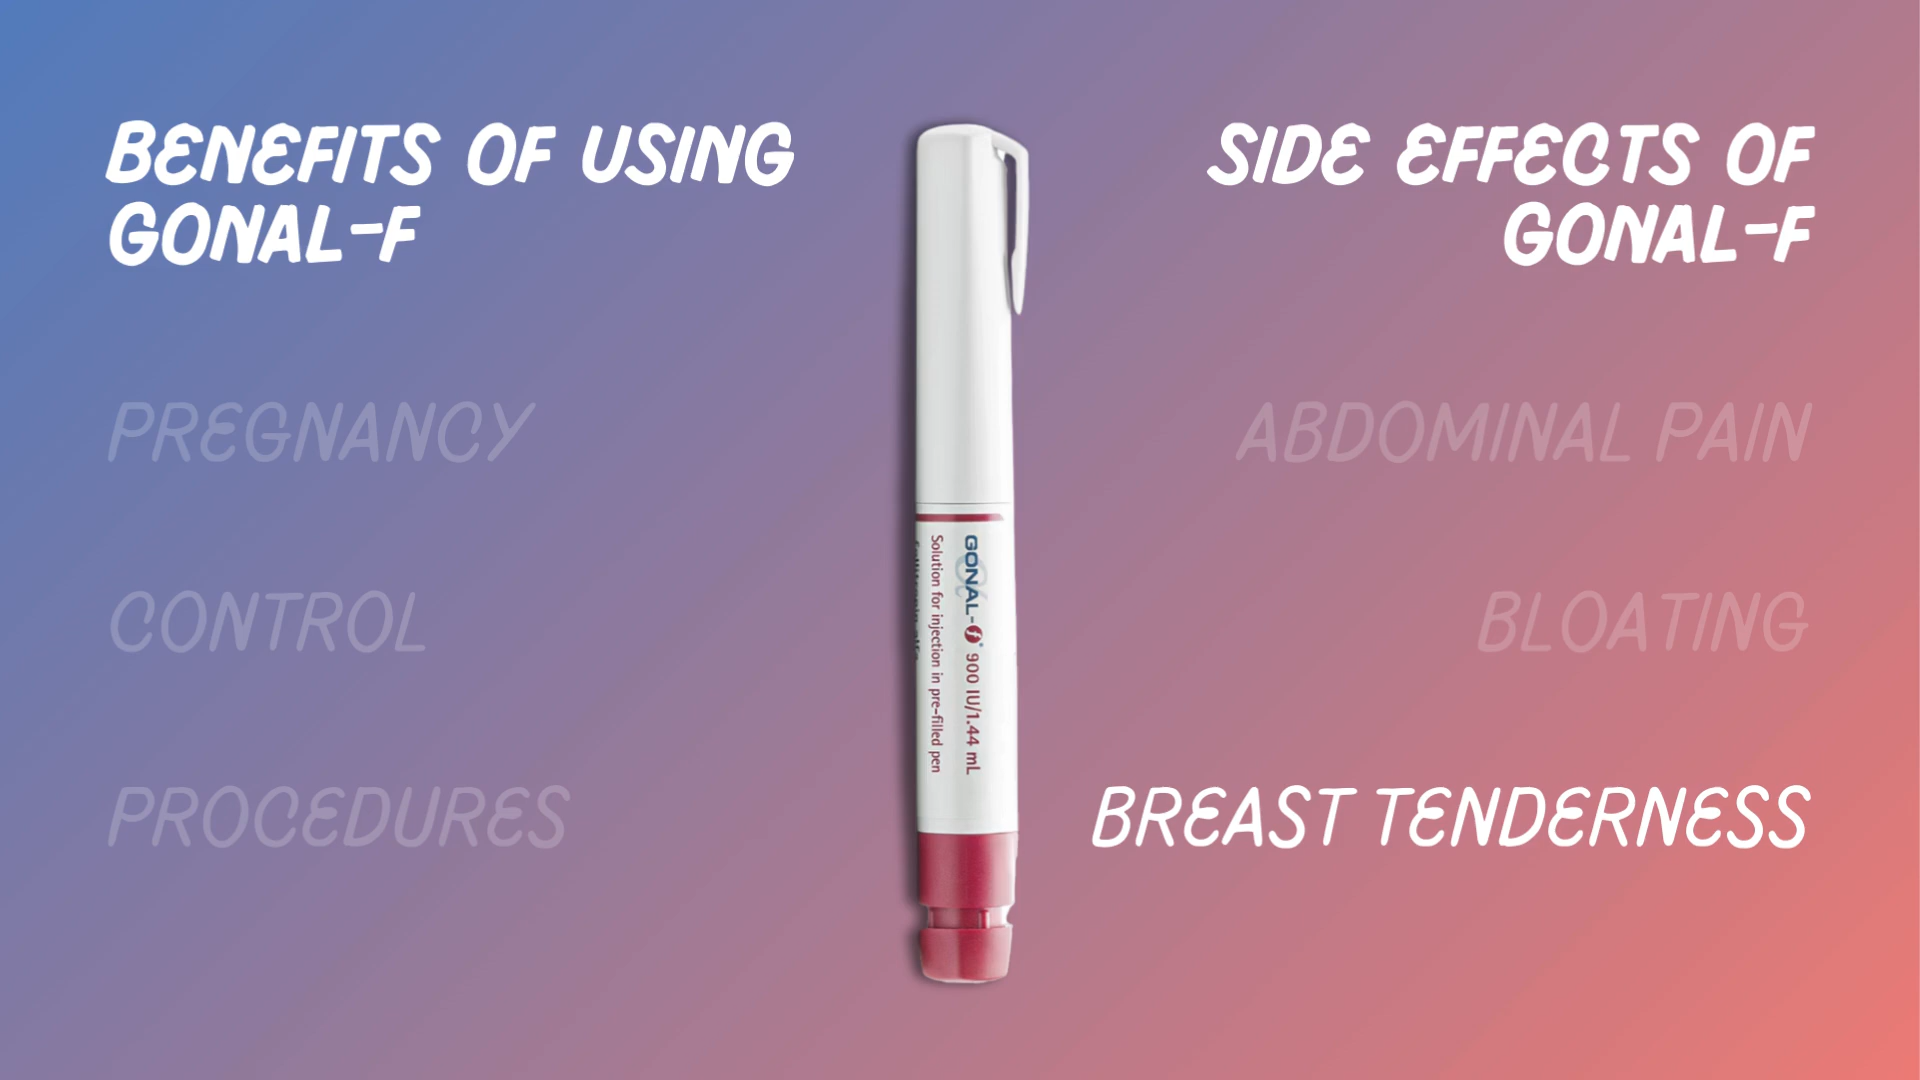 BENEFITS OF USING
GONAL-F
PREGNANCY
CONTROL
PROCEDURES
GONAL-f® 900 IU/1.44 mL
Solution for injection in pre-filled pen
SIDE EFFECTS OF
GONAL-F
ABDOMINAL PAIN
BLOATING
BREAST TENDERNESS